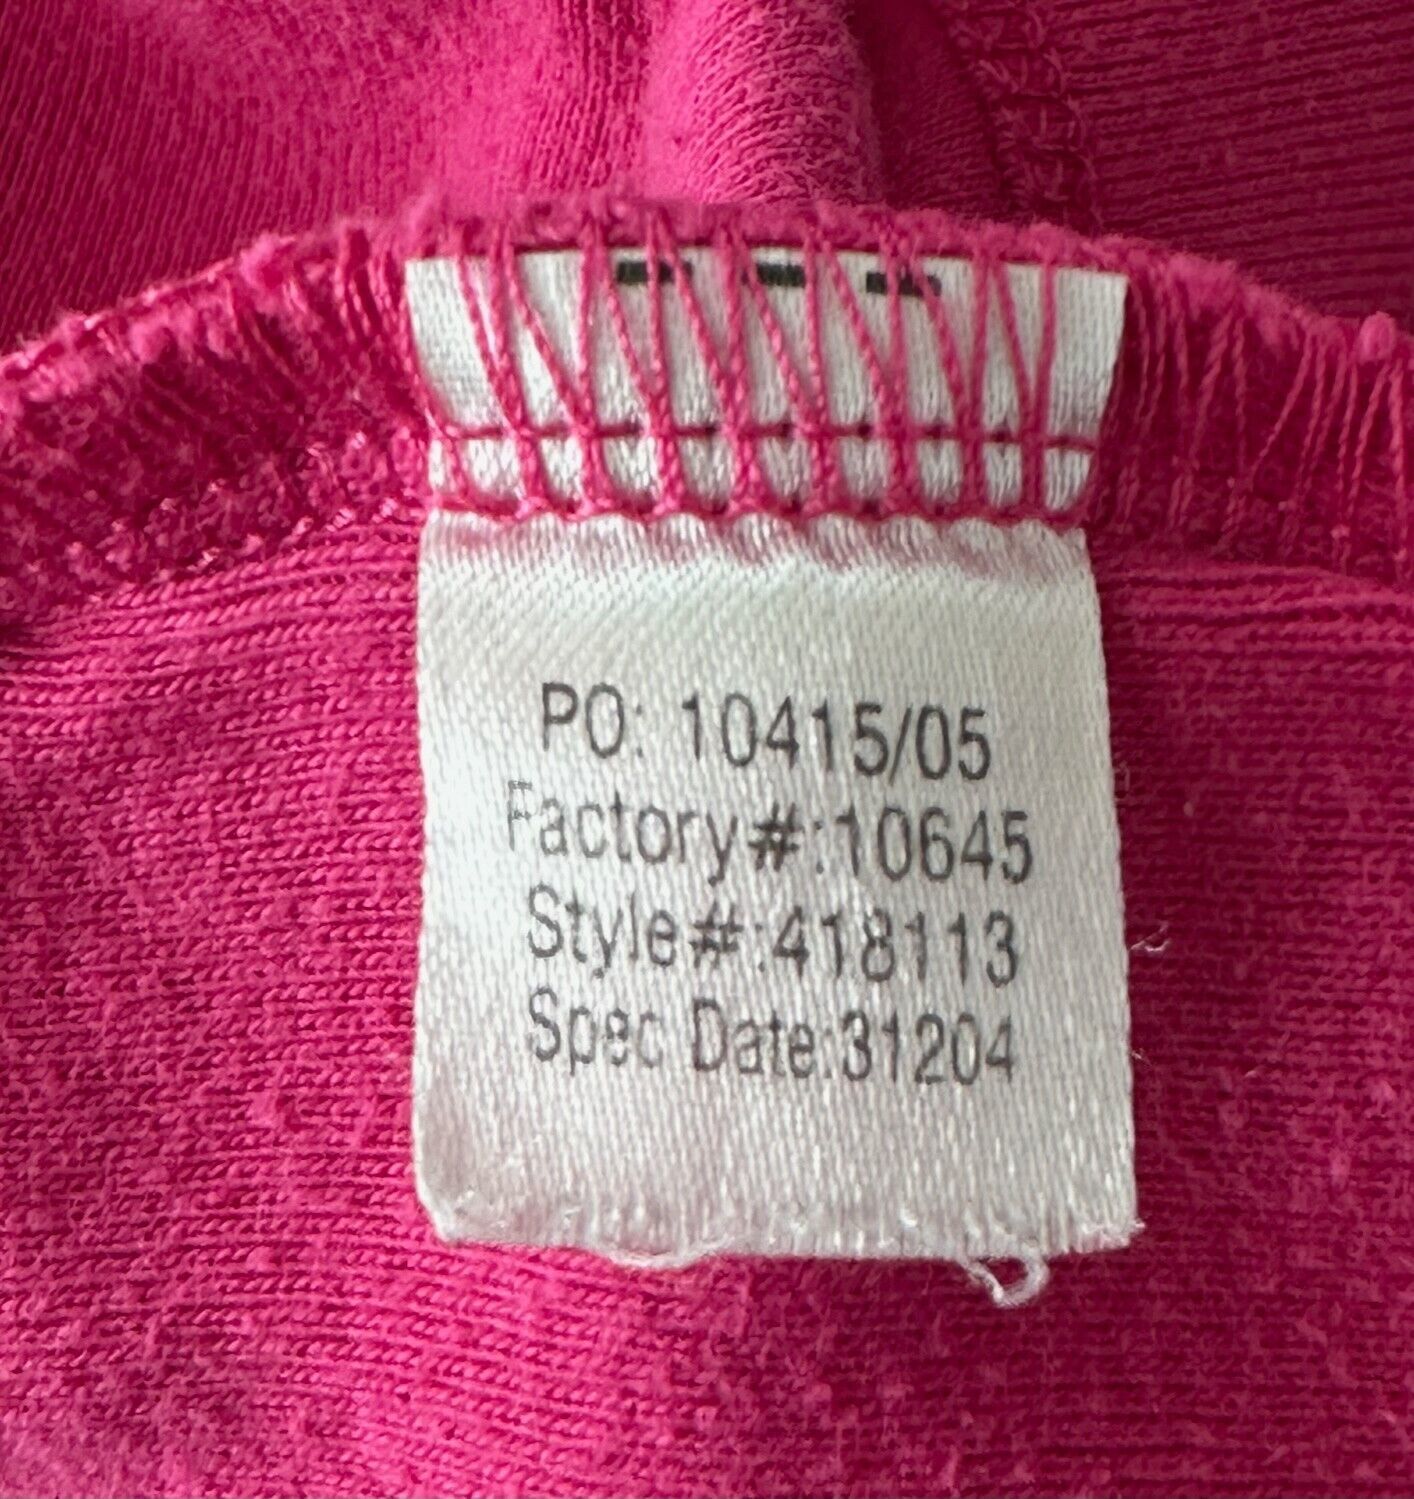 PO: 10415/05
Factory#:10645
Style#:418113
Spec Date:31204